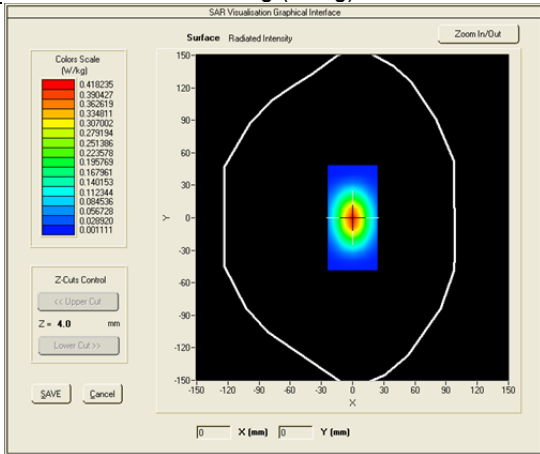 SAR Visualisation Graphical Interface
Surface Radiated Intensity
Zoom In/Out
Colors Scale
(W/kg)
0.418235
0.390427
0.362619
0.334811
0.307002
0.279194
0.251386
0.223578
0.195769
0.167961
0.140153
0.112344
0.084536
0.056728
0.028920
0.001111
Z-Cuts Control
<< Upper Cut
Z = 4.0 mm
Lower Cut >>
SAVE Cancel
150-
120-
90-
60-
30-
Y 0-
-30-
-60-
-90-
-120-
-150-
-150 -120 -90 -60 -30 0 30 60 90 120 150
X
0 X (mm) 0 Y (mm)